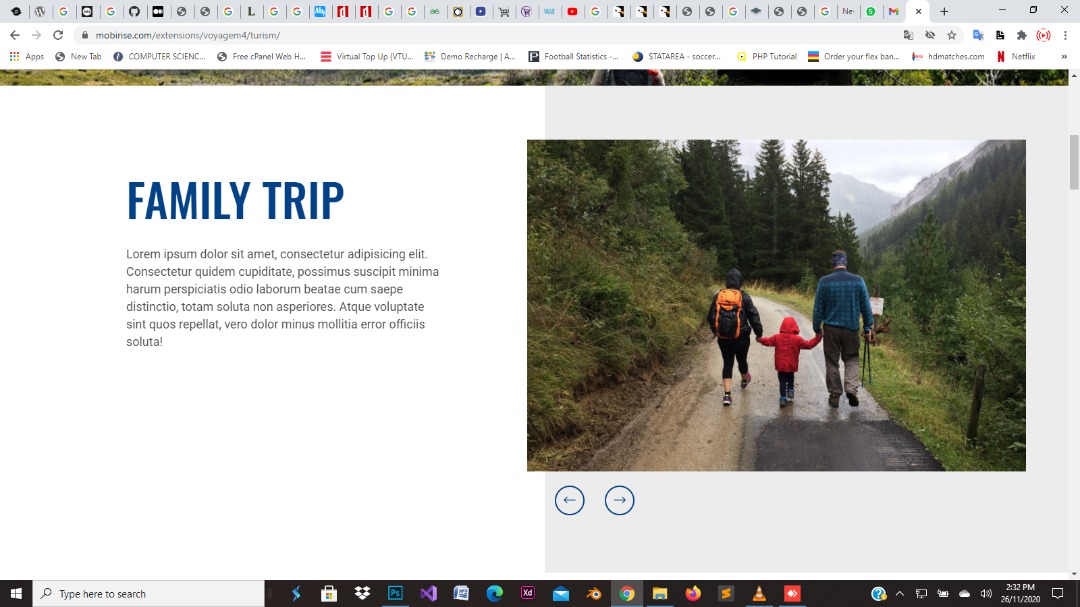 Ne
mobirise.com/extensions/voyagem4/turism/
Apps
New Tab
COMPUTER SCIENC...
Free cPanel Web H...
Virtual Top Up (VTU...
Demo Recharge | A...
Football Statistics -...
STATAREA - soccer...
PHP Tutorial
Order your flex ban...
hdmatches.com
Netflix
»
FAMILY TRIP
Lorem ipsum dolor sit amet, consectetur adipisicing elit.
Consectetur quidem cupiditate, possimus suscipit minima
harum perspiciatis odio laborum beatae cum saepe
distinctio, totam soluta non asperiores. Atque voluptate
sint quos repellat, vero dolor minus mollitia error officiis
soluta!
Type here to search
Ps
Xd
2:32 PM
26/11/2020